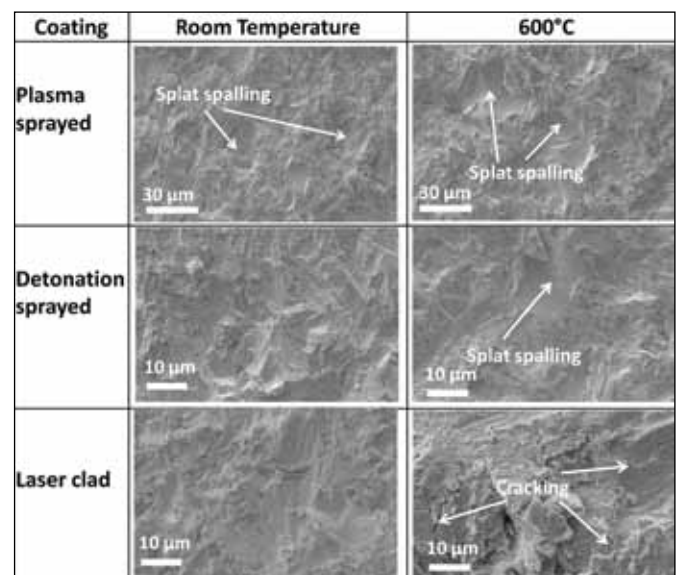 Coating Room Temperature 600°C
Plasma
sprayed
Splat spalling
30 µm
Splat spalling
30 µm
Detonation
sprayed
10 µm
Splat spalling
10 µm
Laser clad
10 µm
Cracking
10 µm